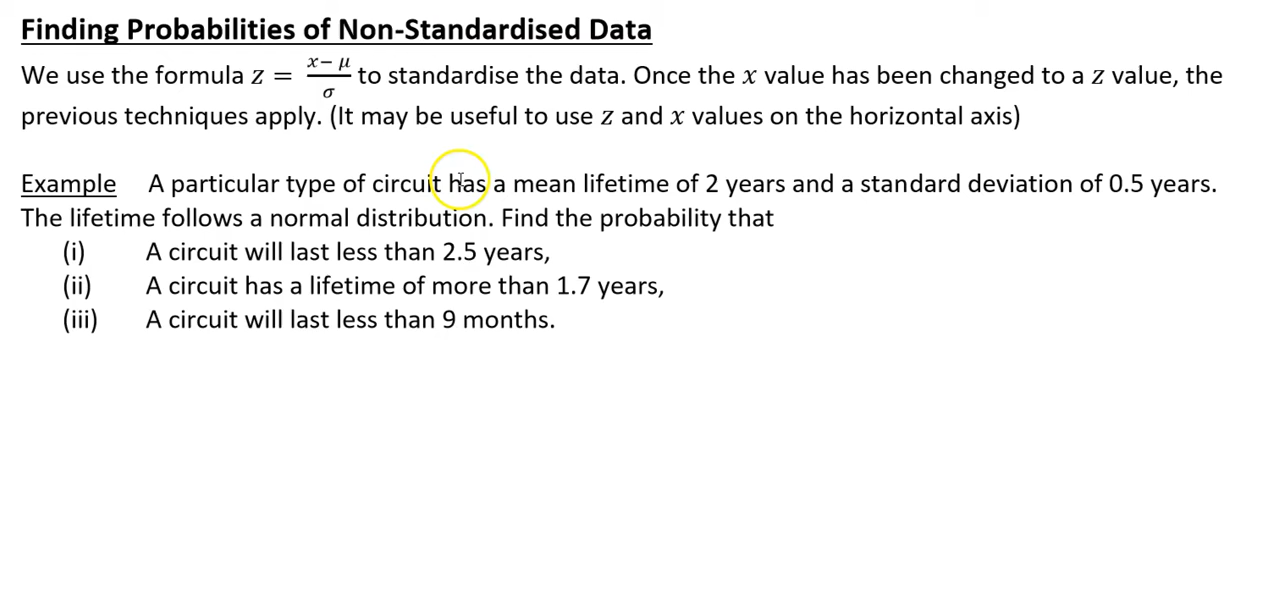 Finding Probabilities of Non-Standardised Data
We use the formula z = \frac{x - μ}{σ} to standardise the data. Once the x value has been changed to a z value, the
previous techniques apply. (It may be useful to use z and x values on the horizontal axis)
Example A particular type of circuit has a mean lifetime of 2 years and a standard deviation of 0.5 years.
The lifetime follows a normal distribution. Find the probability that
(i) A circuit will last less than 2.5 years,
(ii) A circuit has a lifetime of more than 1.7 years,
(iii) A circuit will last less than 9 months.